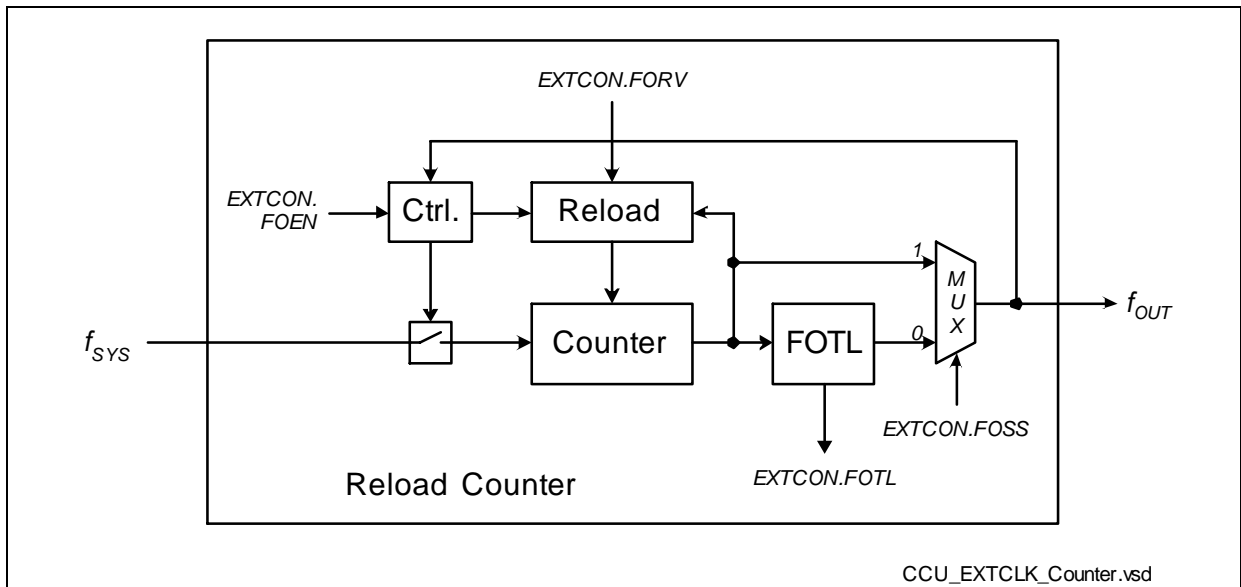 EXTCON.FORV
EXTCON.
FOEN
Ctrl.
Reload
1
M
U
X
f_SYS
Counter
FOTL
0
f_OUT
EXTCON.FOSS
EXTCON.FOTL
Reload Counter
CCU_EXTCLK_Counter.vsd